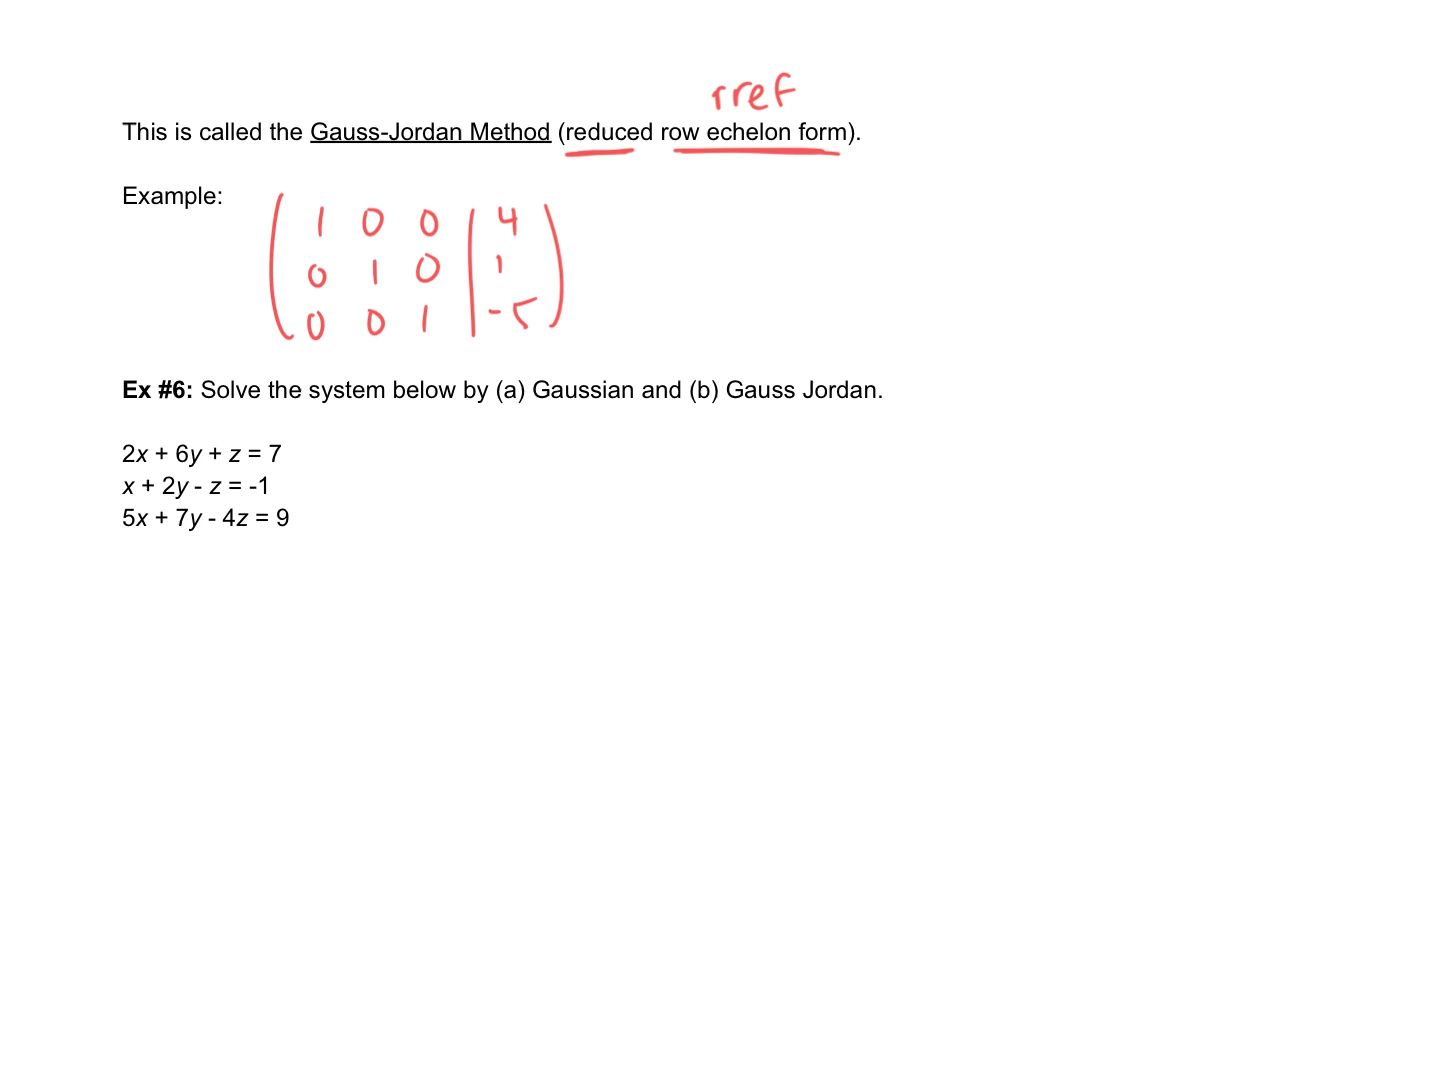 rref
This is called the Gauss-Jordan Method (reduced row echelon form).
Example:
1 0 0 | 4
0 1 0 | 1
0 0 1 | -5
Ex #6: Solve the system below by (a) Gaussian and (b) Gauss Jordan.
2x + 6y + z = 7
x + 2y - z = -1
5x + 7y - 4z = 9